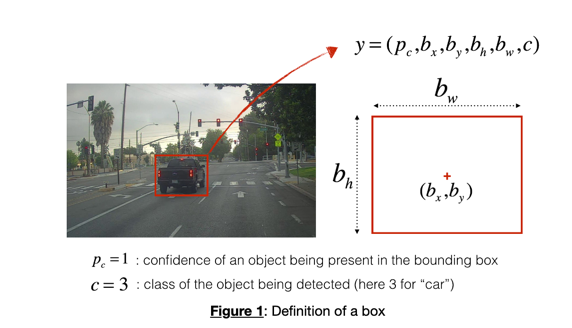 y = (p_c, b_x, b_y, b_h, b_w, c)
b_w
b_h
+
(b_x, b_y)
p_c = 1 : confidence of an object being present in the bounding box
c = 3 : class of the object being detected (here 3 for “car”)
Figure 1: Definition of a box